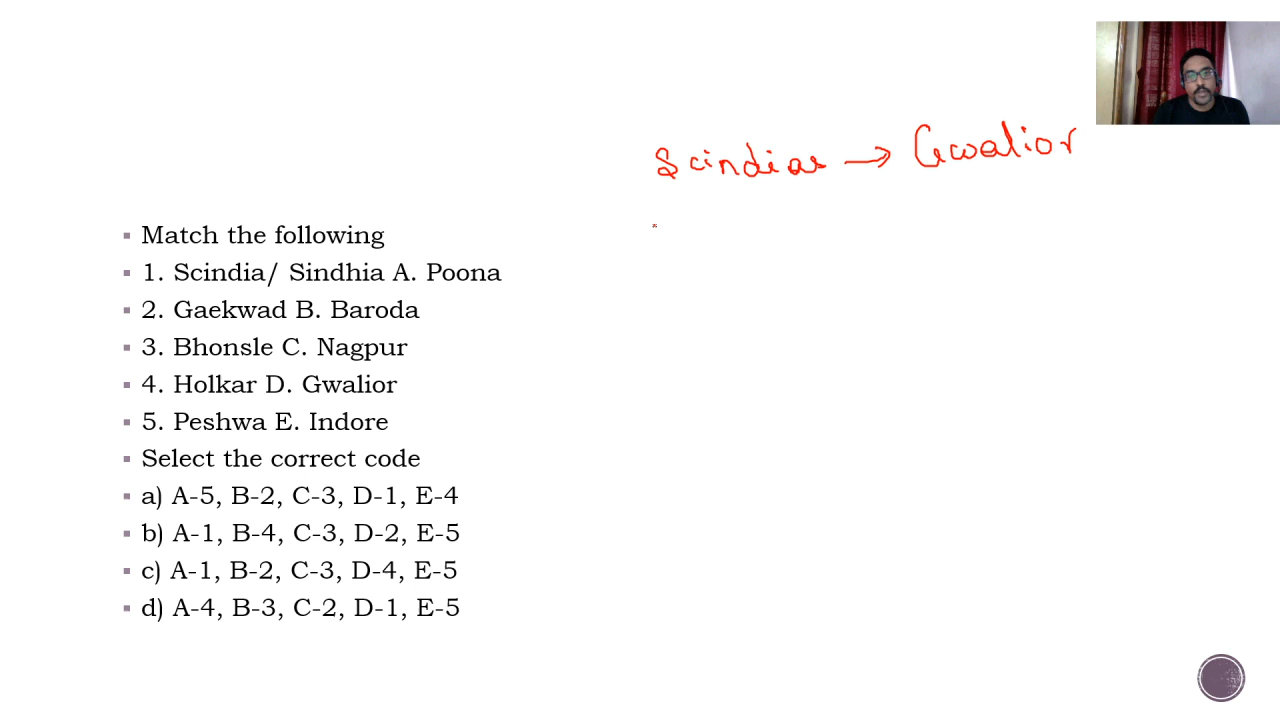 Scindias → Gwalior
Match the following
1. Scindia/ Sindhia A. Poona
2. Gaekwad B. Baroda
3. Bhonsle C. Nagpur
4. Holkar D. Gwalior
5. Peshwa E. Indore
Select the correct code
a) A-5, B-2, C-3, D-1, E-4
b) A-1, B-4, C-3, D-2, E-5
c) A-1, B-2, C-3, D-4, E-5
d) A-4, B-3, C-2, D-1, E-5